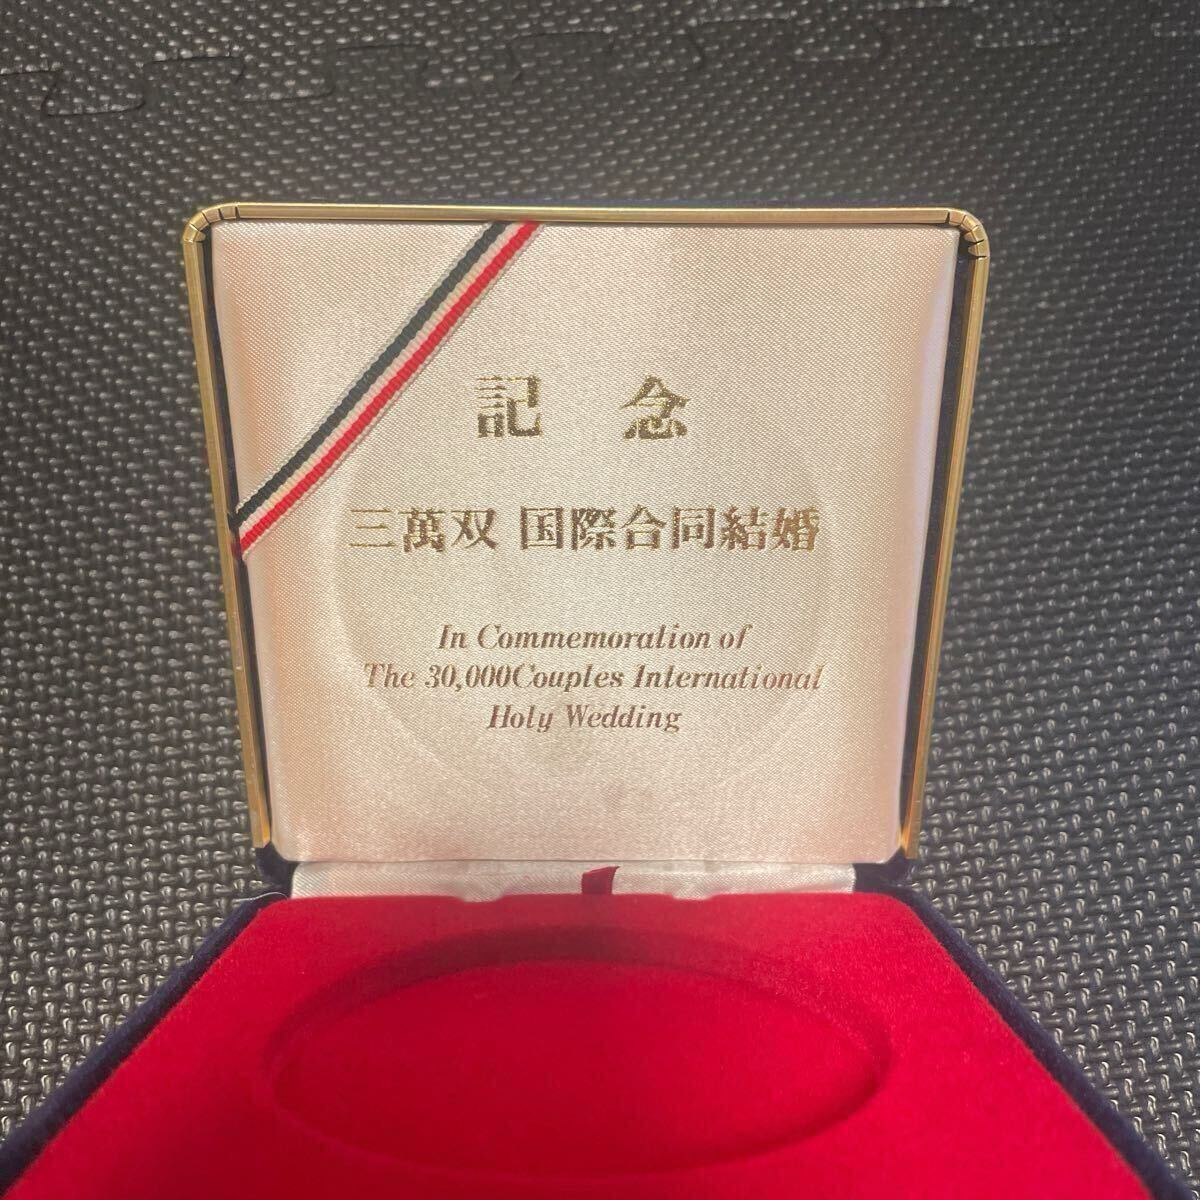 記 念
三萬双 国際合同結婚
In Commemoration of
The 30,000Couples International
Holy Wedding